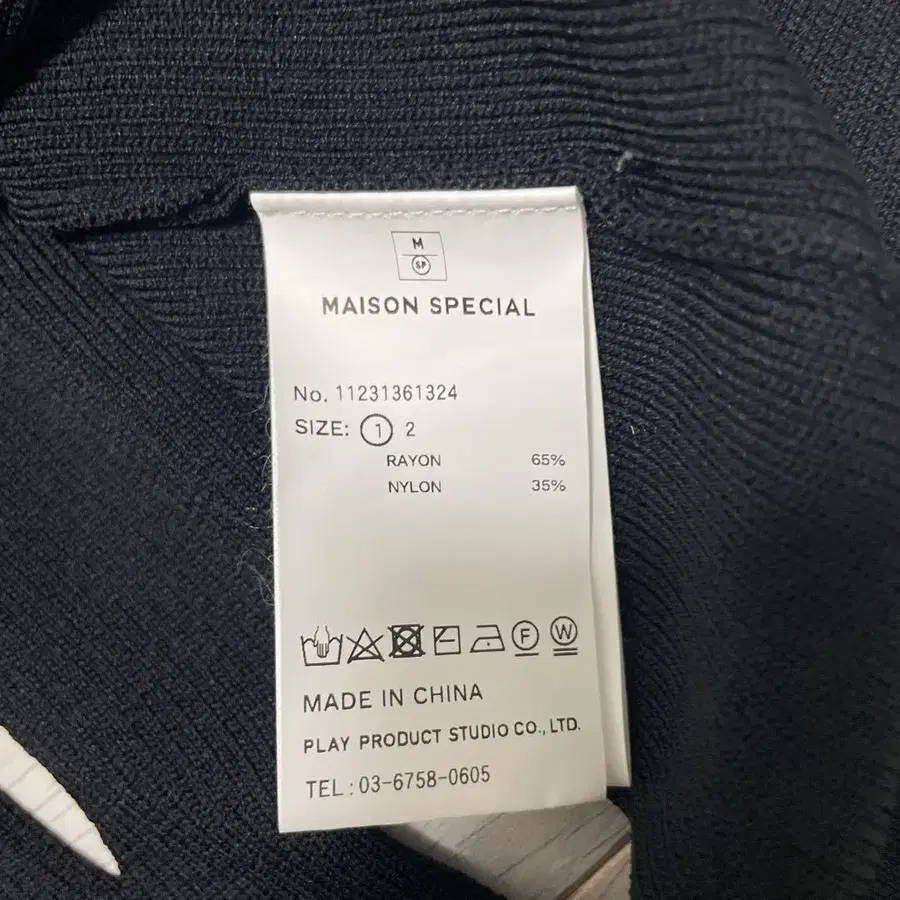 M
SP
MAISON SPECIAL
No. 11231361324
SIZE: 1 2
RAYON 65%
NYLON 35%
F W
MADE IN CHINA
PLAY PRODUCT STUDIO CO., LTD.
TEL : 03-6758-0605